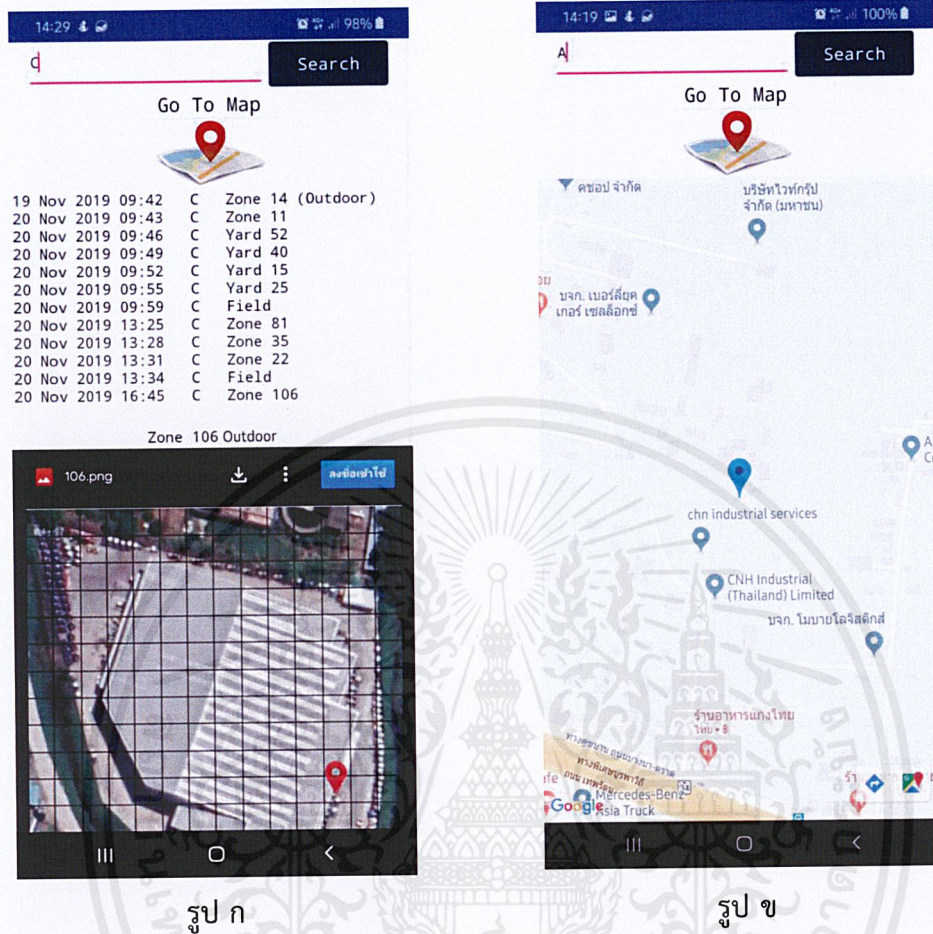 14:29
98%
C
Search
Go To Map
19 Nov 2019 09:42 C Zone 14 (Outdoor)
20 Nov 2019 09:43 C Zone 11
20 Nov 2019 09:46 C Yard 52
20 Nov 2019 09:49 C Yard 40
20 Nov 2019 09:52 C Yard 15
20 Nov 2019 09:55 C Yard 25
20 Nov 2019 09:59 C Field
20 Nov 2019 13:25 C Zone 81
20 Nov 2019 13:28 C Zone 35
20 Nov 2019 13:31 C Zone 22
20 Nov 2019 13:34 C Field
20 Nov 2019 16:45 C Zone 106
Zone 106 Outdoor
106.png
ลงชื่อเข้าใช้
รูป ก
14:19
100%
A
Search
Go To Map
คชอป จำกัด
บริษัทไวท์กรุ๊ป
จำกัด (มหาชน)
บจก. เบอร์ลี่ยุค
เกอร์ เซลล็อกซ์
chn industrial services
CNH Industrial
(Thailand) Limited
บจก. โมบายโลจิสติกส์
ร้านอาหารแกงไทย
ไทย • ฿
Google
Mercedes-Benz
Asia Truck
รูป ข